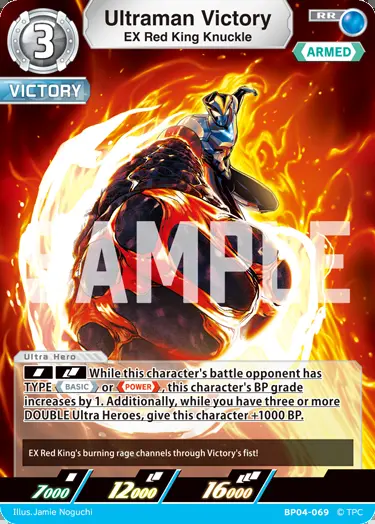 3
Ultraman Victory
EX Red King Knuckle
RR
ARMED
VICTORY
SAMPLE
Ultra Hero
While this character's battle opponent has
TYPE BASIC or POWER, this character's BP grade
increases by 1. Additionally, while you have three or more
DOUBLE Ultra Heroes, give this character +1000 BP.
EX Red King's burning rage channels through Victory's fist!
7000 12000 16000
Illus.Jamie Noguchi BP04-069 © TPC